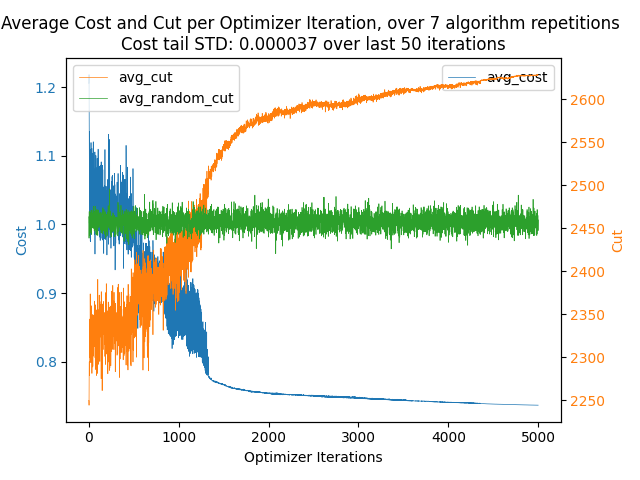 Average Cost and Cut per Optimizer Iteration, over 7 algorithm repetitions
Cost tail STD: 0.000037 over last 50 iterations
avg_cut
avg_random_cut
avg_cost
1.2
1.1
1.0
0.9
0.8
Cost
2600
2550
2500
2450
2400
2350
2300
2250
Cut
0
1000
2000
3000
4000
5000
Optimizer Iterations